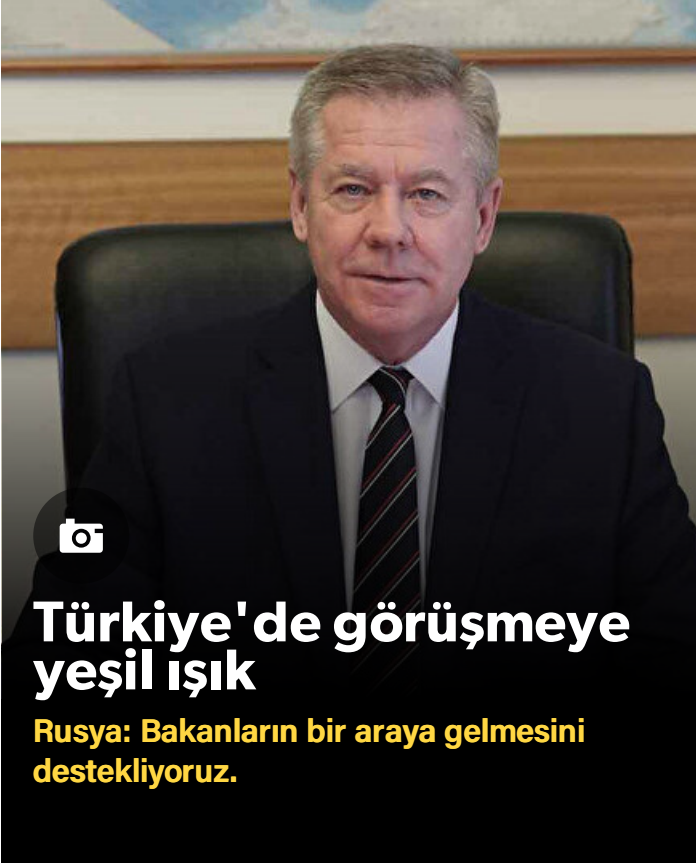 Türkiye'de görüşmeye
yeşil ışık
Rusya: Bakanların bir araya gelmesini
destekliyoruz.